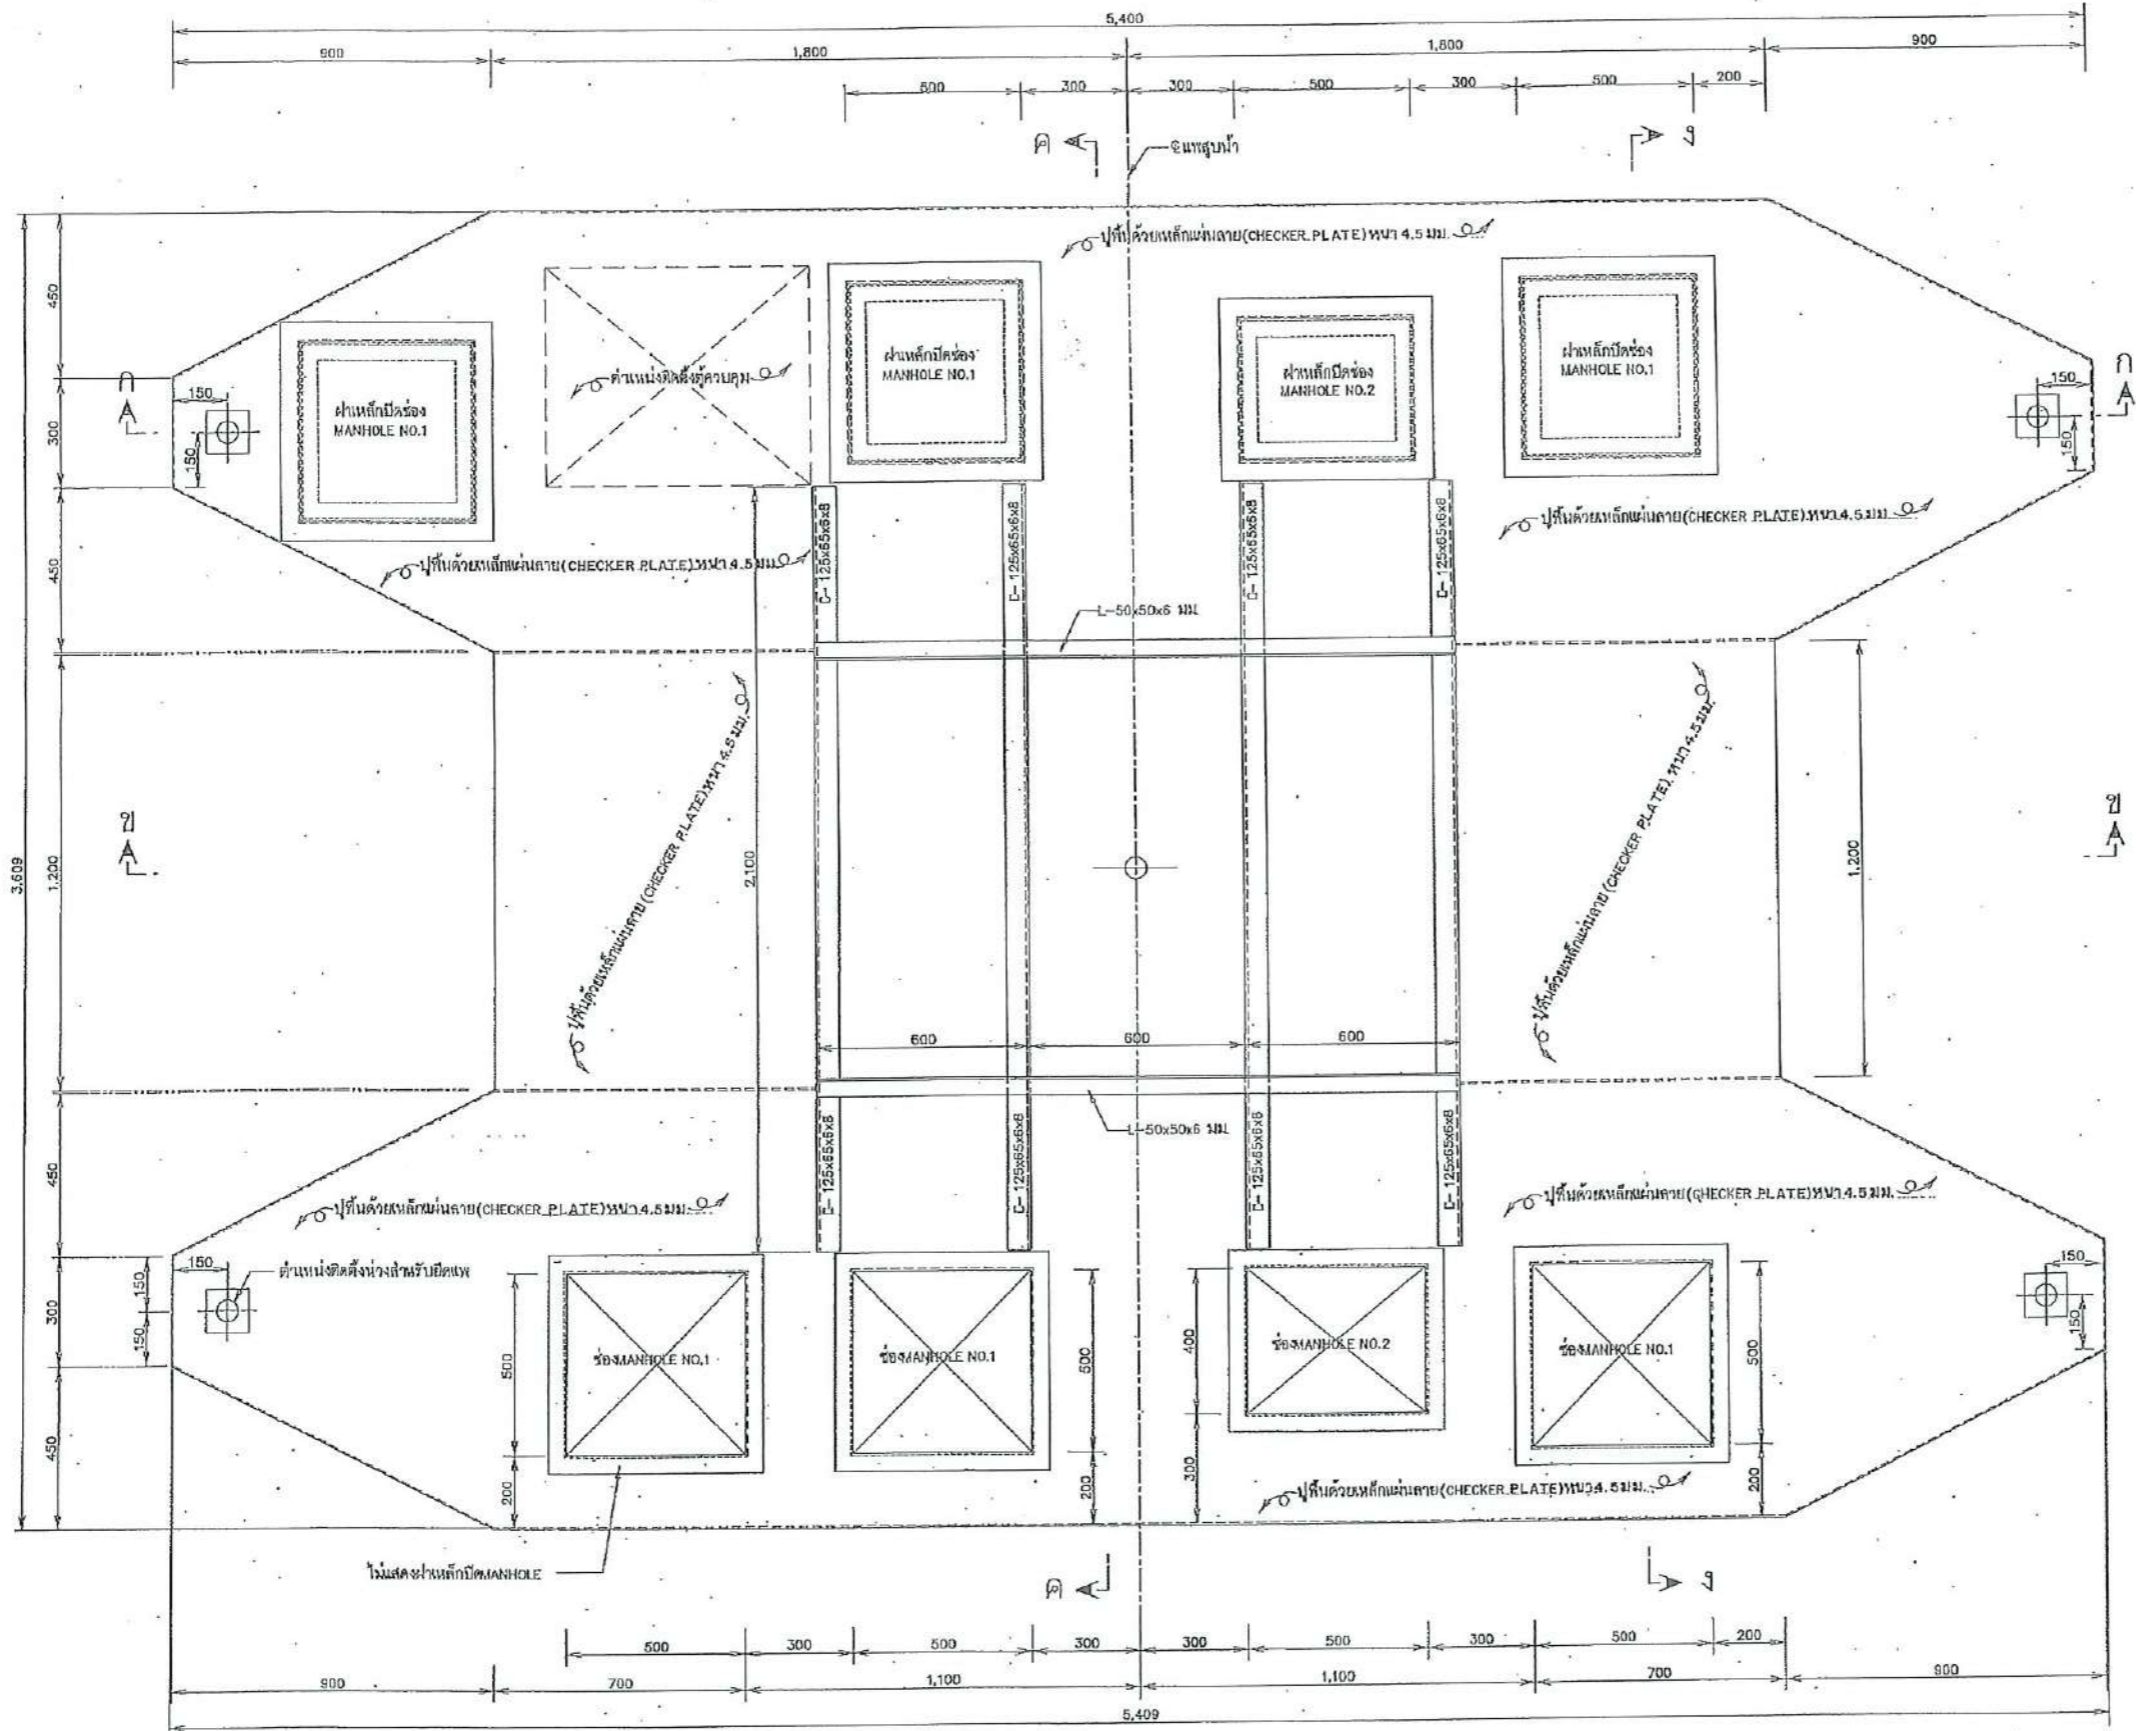 5,400
900
1,800
1,800
900
500
300
300
500
300
500
200
ค
ง
℄แพสูบน้ำ
ปูพื้นด้วยเหล็กแผ่นลาย(CHECKER PLATE)หนา 4.5 มม.
450
ฝาเหล็กปิดช่อง
MANHOLE NO.1
ฝาเหล็กปิดช่อง
MANHOLE NO.2
ฝาเหล็กปิดช่อง
MANHOLE NO.1
ตำแหน่งติดตั้งตู้ควบคุม
ก
A
150
150
300
ฝาเหล็กปิดช่อง
MANHOLE NO.1
150
150
ก
A
ปูพื้นด้วยเหล็กแผ่นลาย(CHECKER PLATE)หนา 4.5 มม.
450
ปูพื้นด้วยเหล็กแผ่นลาย(CHECKER PLATE)หนา 4.5 มม.
[-125x65x6x8
[-125x65x6x8
[-125x65x6x8
[-125x65x6x8
L-50x50x6 มม.
ปูพื้นด้วยเหล็กแผ่นลาย(CHECKER PLATE)หนา 4.5 มม.
ปูพื้นด้วยเหล็กแผ่นลาย(CHECKER PLATE) หนา 4.5 มม.
ข
A
3,609
1,200
2,100
1,200
ข
A
600
600
600
L-50x50x6 มม.
[-125x65x6x8
[-125x65x6x8
[-125x65x6x8
[-125x65x6x8
450
ปูพื้นด้วยเหล็กแผ่นลาย(CHECKER PLATE)หนา 4.5 มม.
ปูพื้นด้วยเหล็กแผ่นลาย(CHECKER PLATE)หนา 4.5 มม.
150
ตำแหน่งติดตั้งห่วงสำหรับยึดแพ
150
300
150
150
150
500
ช่องMANHOLE NO.1
ช่องMANHOLE NO.1
500
400
ช่องMANHOLE NO.2
ช่องMANHOLE NO.1
500
450
200
200
300
ปูพื้นด้วยเหล็กแผ่นลาย(CHECKER PLATE)หนา 4.5 มม.
200
ไม่แสดงฝาเหล็กปิดMANHOLE
ค
ง
500
300
500
300
300
500
300
500
200
900
700
1,100
1,100
700
900
5,409